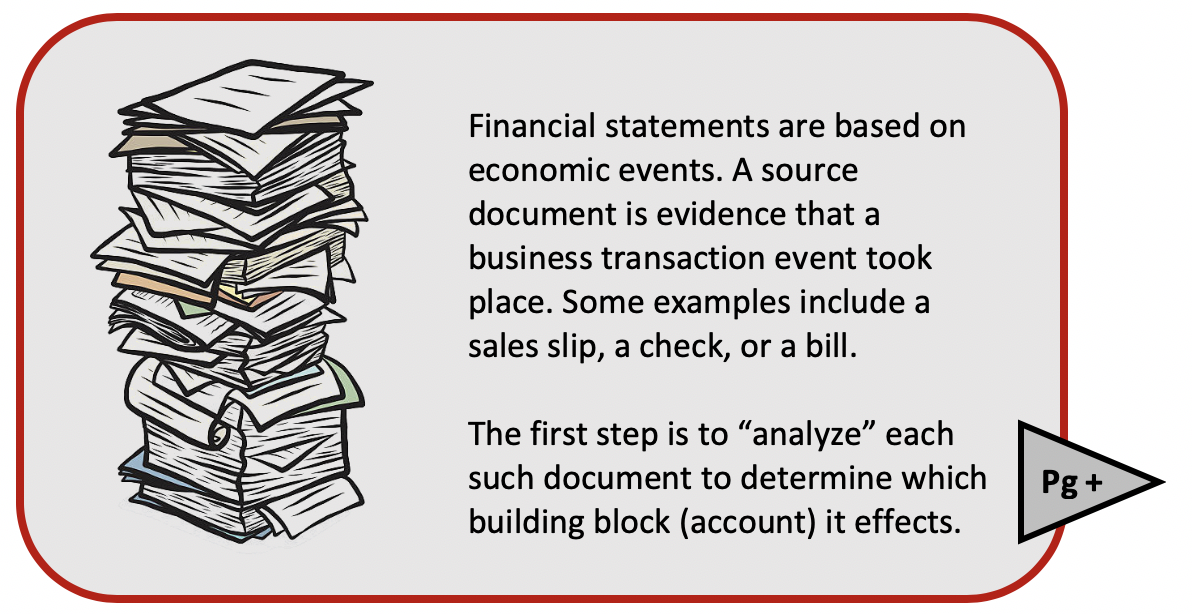 Financial statements are based on
economic events. A source
document is evidence that a
business transaction event took
place. Some examples include a
sales slip, a check, or a bill.
The first step is to “analyze” each
such document to determine which
building block (account) it effects.
Pg +